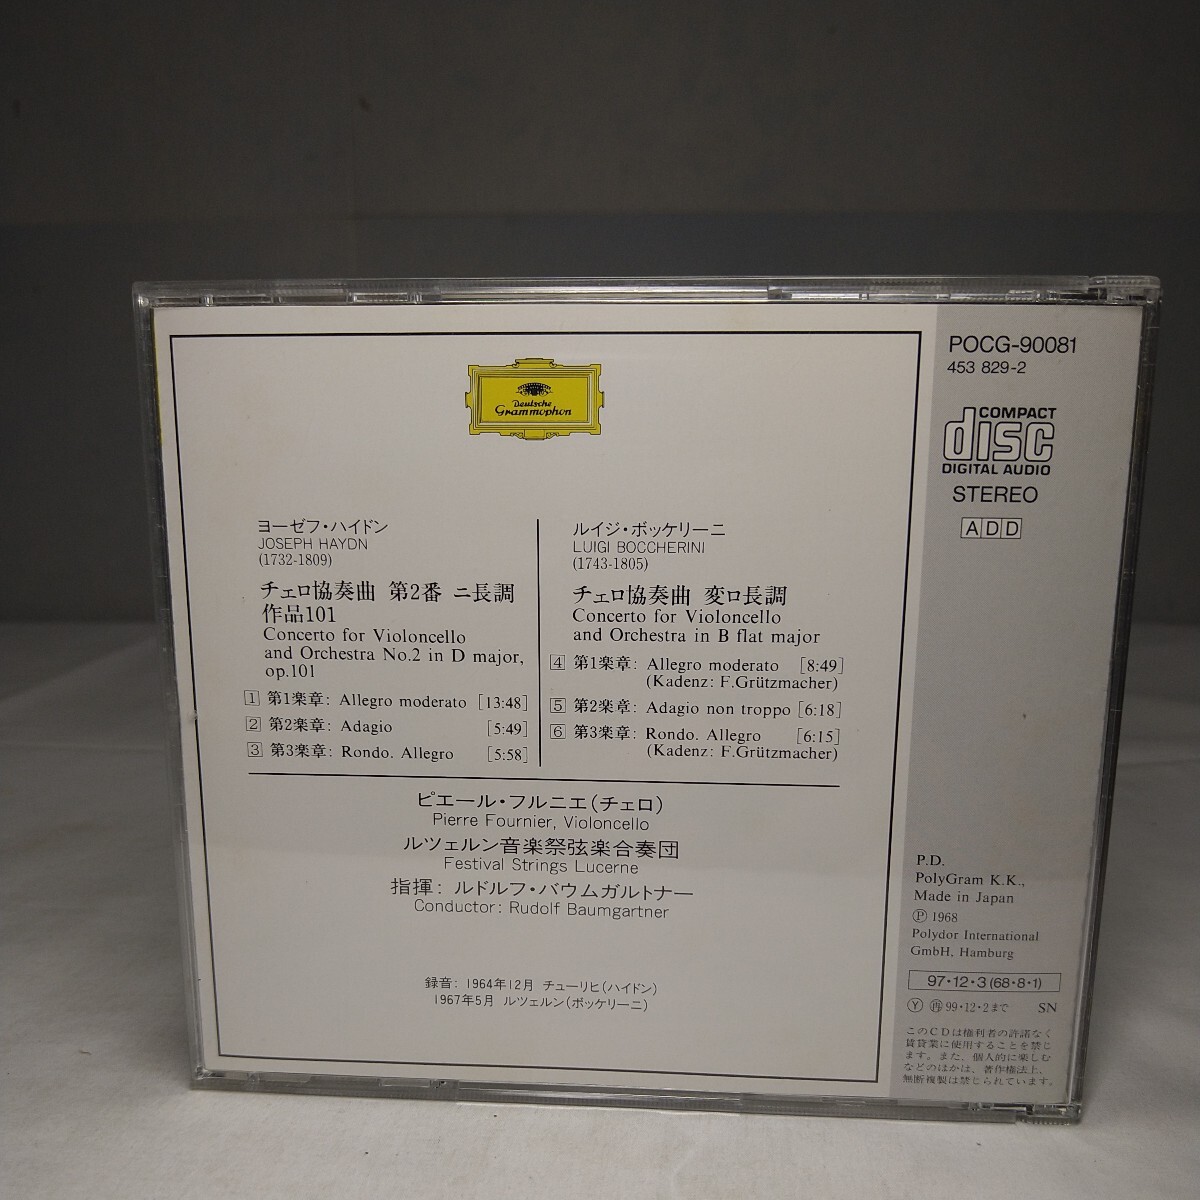 Deutsche
Grammophon
ヨーゼフ・ハイドン
JOSEPH HAYDN
(1732-1809)
チェロ協奏曲 第2番 ニ長調
作品101
Concerto for Violoncello
and Orchestra No.2 in D major,
op.101
1 第1楽章: Allegro moderato [13:48]
2 第2楽章: Adagio [5:49]
3 第3楽章: Rondo. Allegro [5:58]
ルイジ・ボッケリーニ
LUIGI BOCCHERINI
(1743-1805)
チェロ協奏曲 変ロ長調
Concerto for Violoncello
and Orchestra in B flat major
4 第1楽章: Allegro moderato [8:49]
(Kadenz: F.Grützmacher)
5 第2楽章: Adagio non troppo [6:18]
6 第3楽章: Rondo. Allegro [6:15]
(Kadenz: F.Grützmacher)
ピエール・フルニエ(チェロ)
Pierre Fournier, Violoncello
ルツェルン音楽祭弦楽合奏団
Festival Strings Lucerne
指揮: ルドルフ・バウムガルトナー
Conductor: Rudolf Baumgartner
録音: 1964年12月 チューリヒ(ハイドン)
1967年5月 ルツェルン(ボッケリーニ)
POCG-90081
453 829-2
COMPACT
disc
DIGITAL AUDIO
STEREO
ADD
P.D.
PolyGram K.K.,
Made in Japan
Ⓟ 1968
Polydor International
GmbH, Hamburg
97・12・3(68・8・1)
Ⓨ 再 99・12・2まで SN
このCDは権利者の許諾なく
賃貸業に使用することを禁じ
ます。また、個人的に楽しむ
などのほかは、著作権法上、
無断複製は禁じられています。